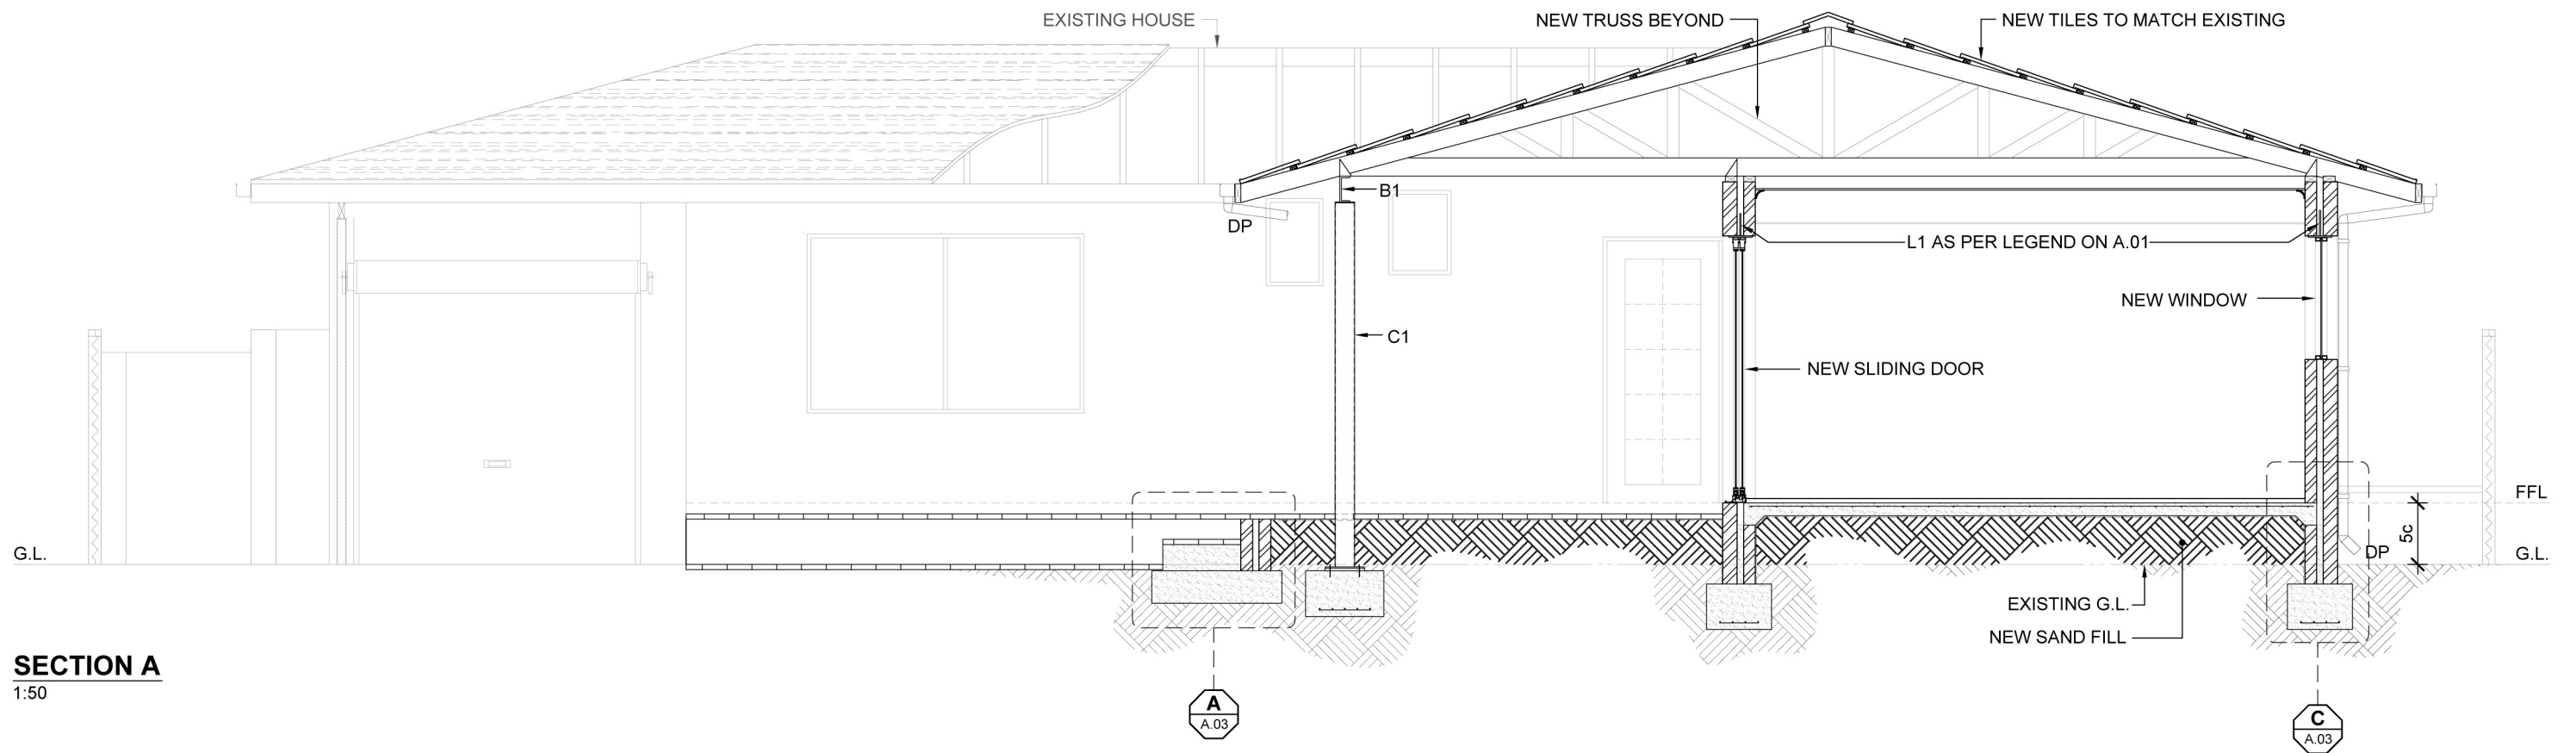 EXISTING HOUSE
NEW TRUSS BEYOND
NEW TILES TO MATCH EXISTING
B1
DP
L1 AS PER LEGEND ON A.01
NEW WINDOW
C1
NEW SLIDING DOOR
FFL
5c
G.L.
DP
G.L.
EXISTING G.L.
NEW SAND FILL
SECTION A
1:50
A
A.03
C
A.03